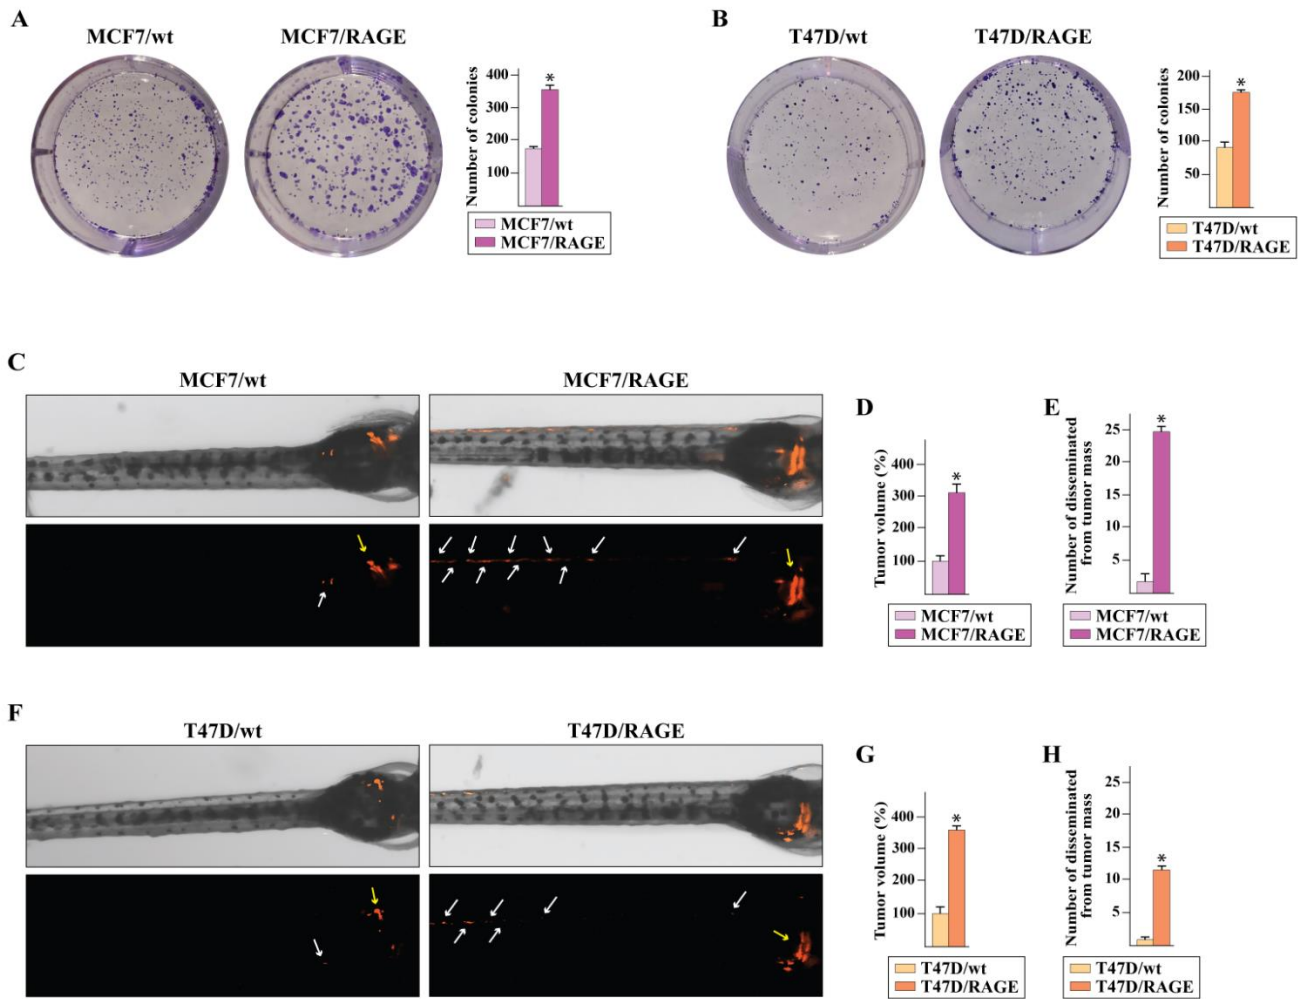 A
MCF7/wt
MCF7/RAGE
Number of colonies
400
300
200
100
*
MCF7/wt
MCF7/RAGE
B
T47D/wt
T47D/RAGE
Number of colonies
200
150
100
50
*
T47D/wt
T47D/RAGE
C
MCF7/wt
MCF7/RAGE
D
Tumor volume (%)
400
300
200
100
*
MCF7/wt
MCF7/RAGE
E
Number of disseminated
from tumor mass
25
20
15
10
5
*
MCF7/wt
MCF7/RAGE
F
T47D/wt
T47D/RAGE
G
Tumor volume (%)
400
300
200
100
*
T47D/wt
T47D/RAGE
H
Number of disseminated
from tumor mass
25
20
15
10
5
*
T47D/wt
T47D/RAGE